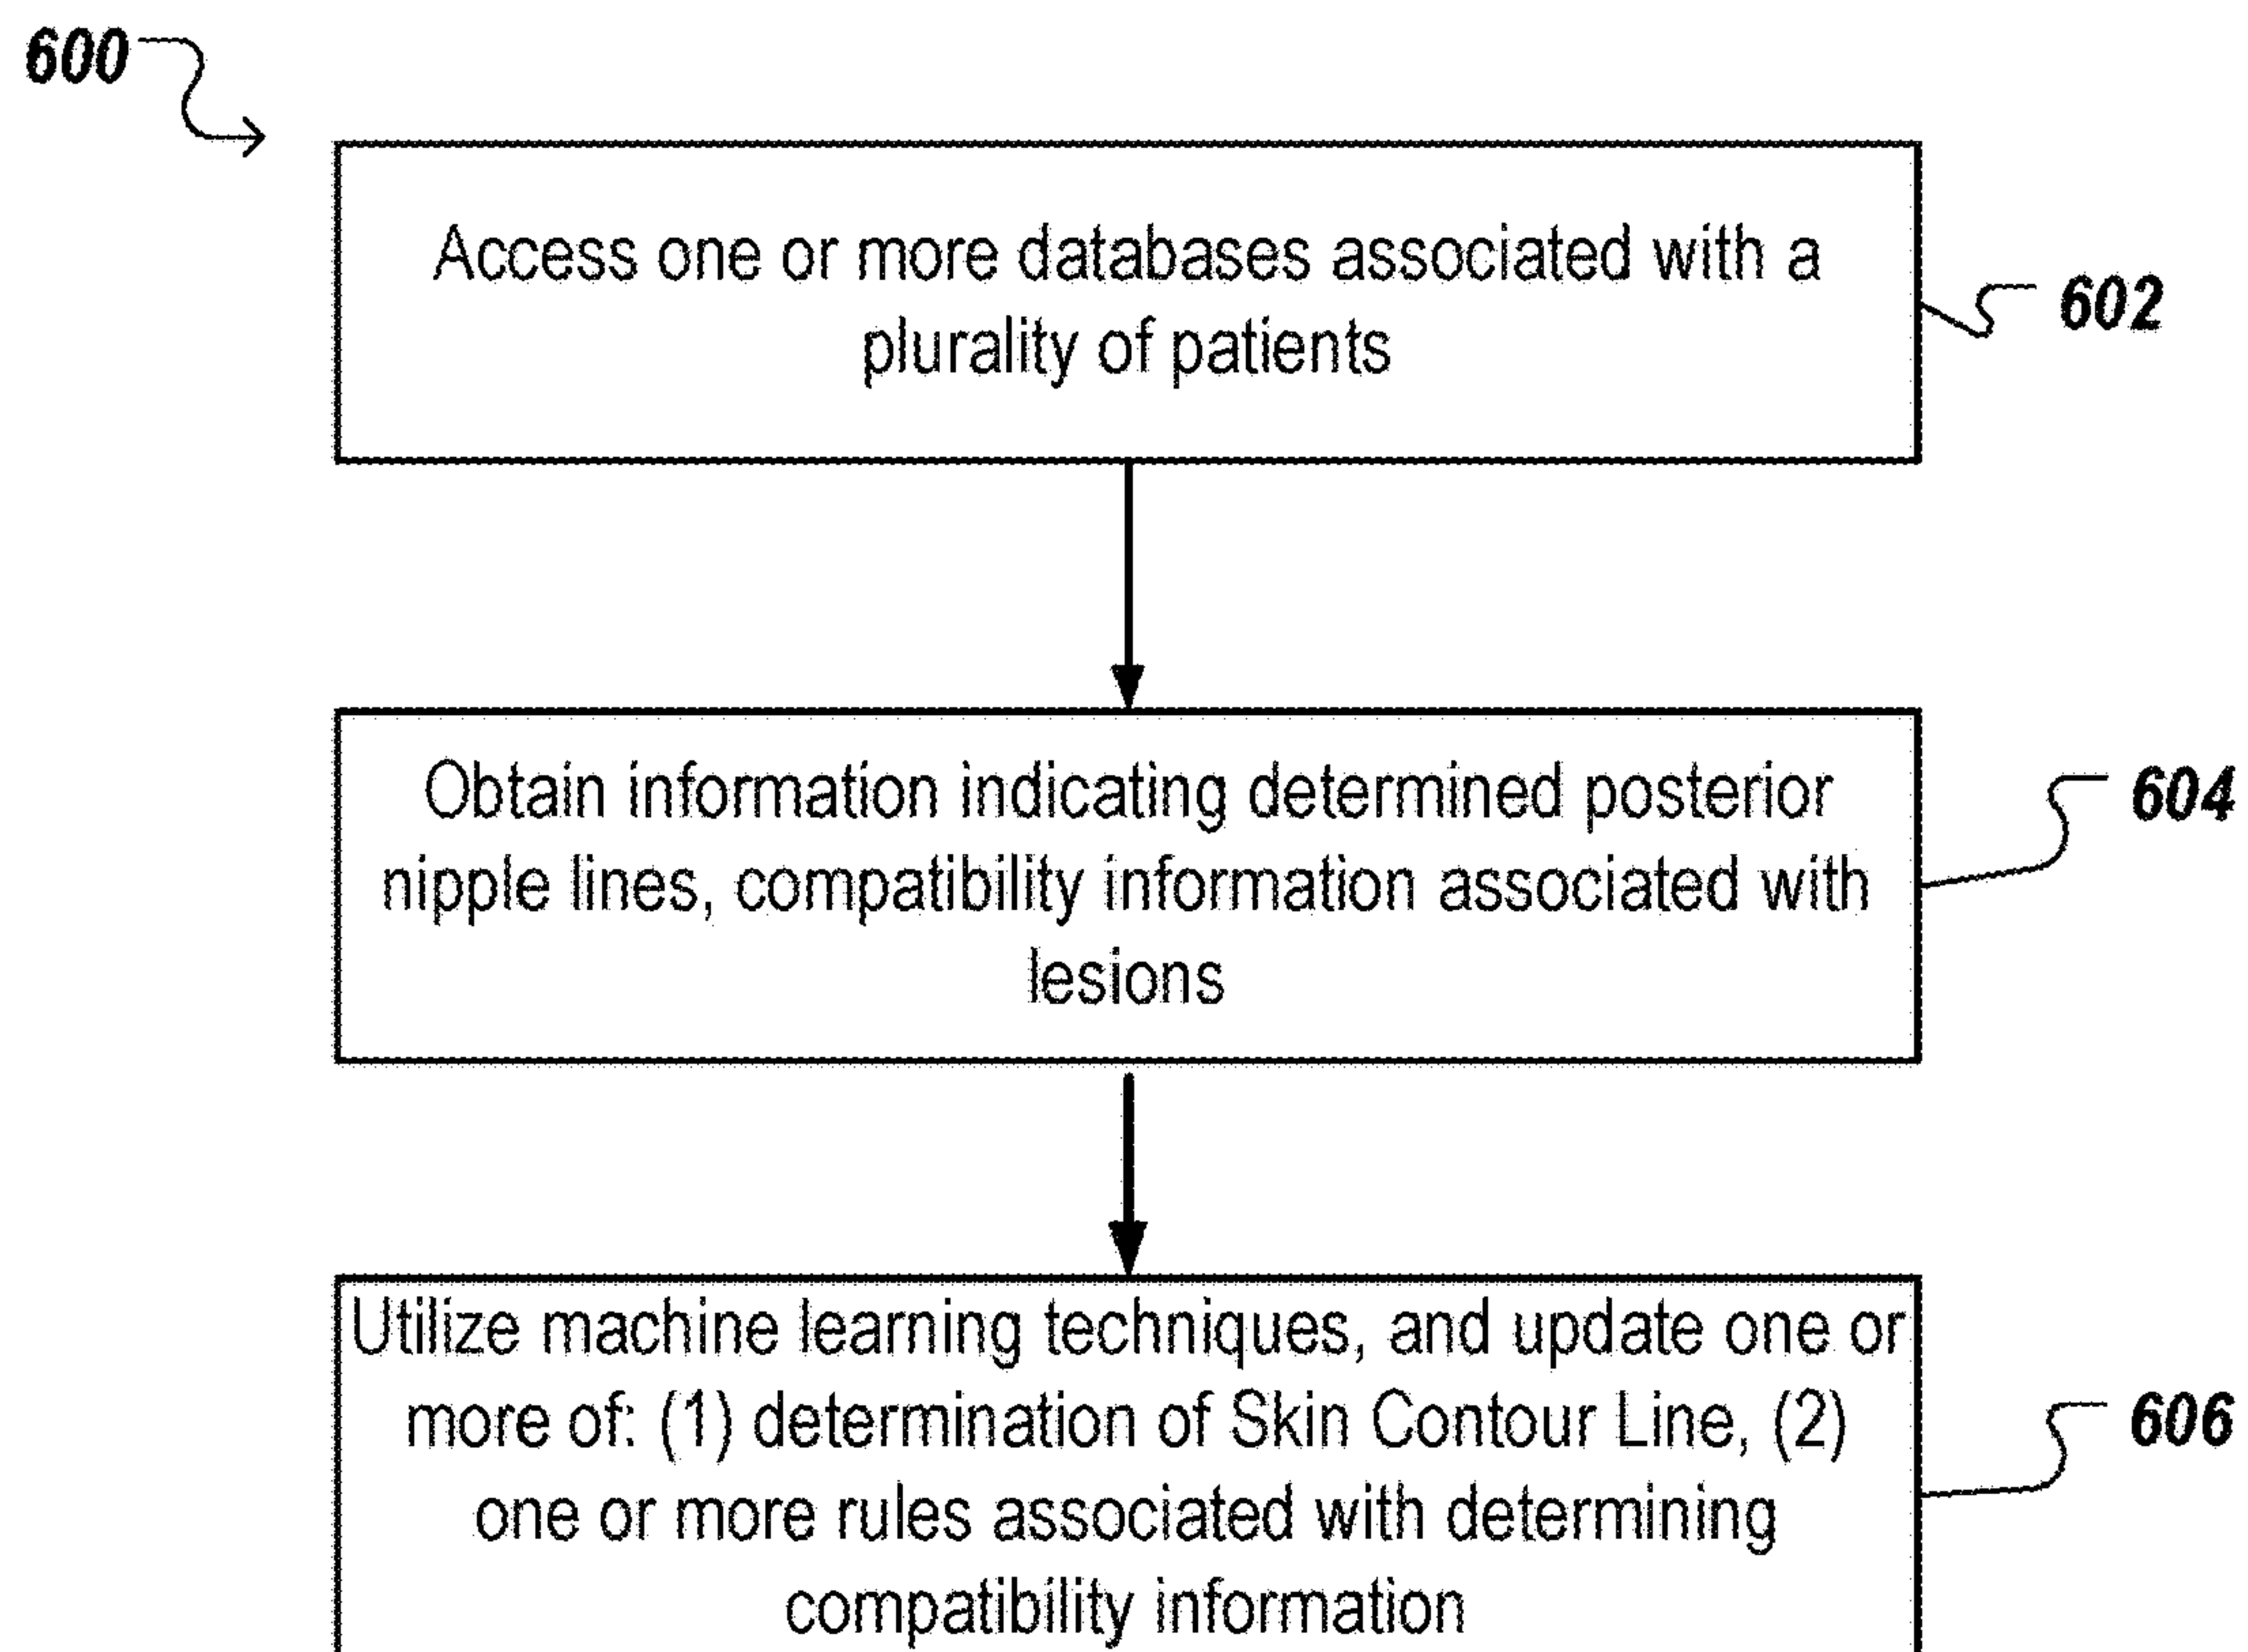 600
Access one or more databases associated with a
plurality of patients
602
Obtain information indicating determined posterior
nipple lines, compatibility information associated with
lesions
604
Utilize machine learning techniques, and update one or
more of: (1) determination of Skin Contour Line, (2)
one or more rules associated with determining
compatibility information
606